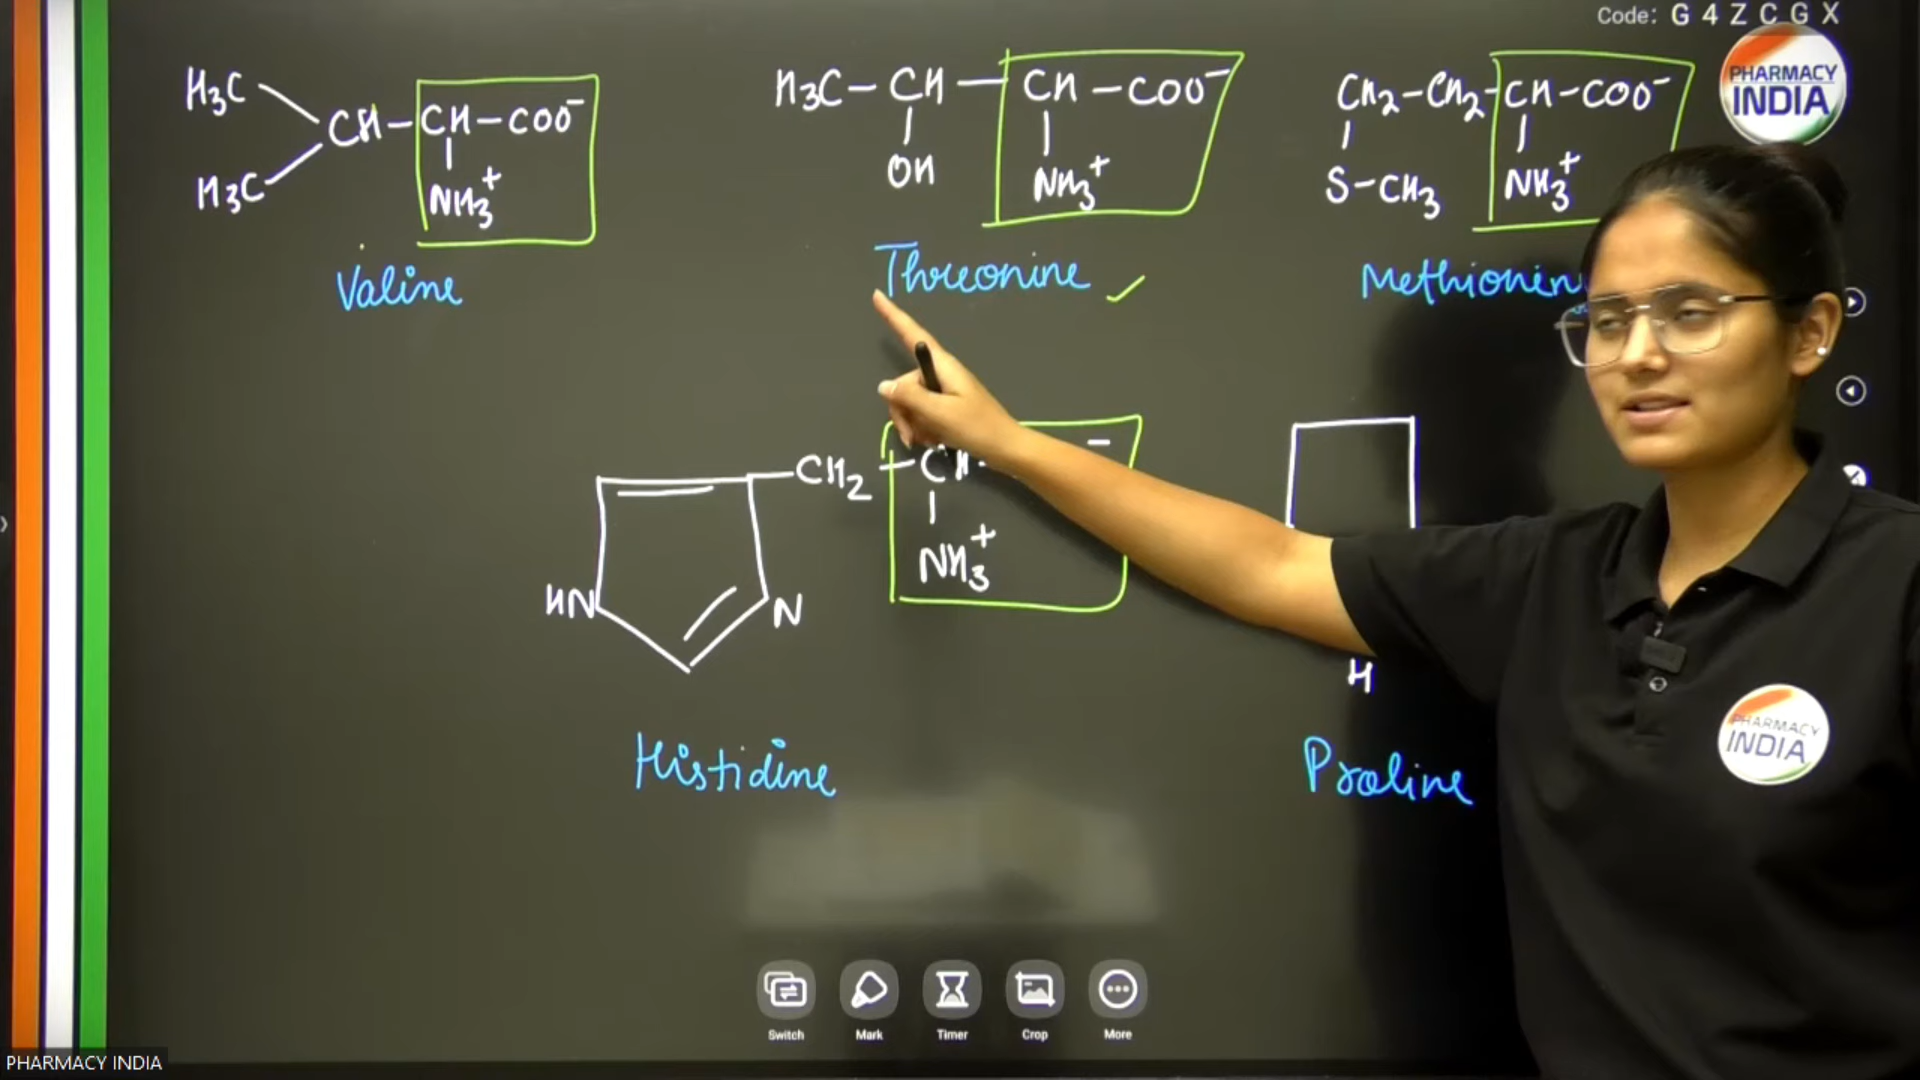 Code: G 4 Z C G X
PHARMACY
INDIA
H₃C
CH–CH–COO⁻
H₃C
NH₃⁺
Valine
H₃C–CH–CH–COO⁻
OH
NH₃⁺
Threonine ✓
CH₂–CH₂–CH–COO⁻
S–CH₃
NH₃⁺
Methionin
CH₂–CH
⁻
NH₃⁺
HN
N
Histidine
H
Proline
PHARMACY
INDIA
Switch
Mark
Timer
Crop
More
PHARMACY INDIA